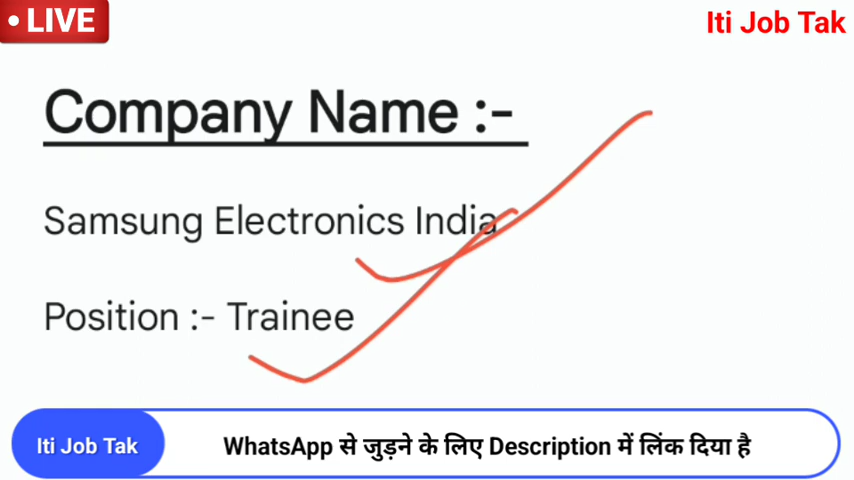 • LIVE
Iti Job Tak
Company Name :-
Samsung Electronics India
Position :- Trainee
Iti Job Tak
WhatsApp से जुड़ने के लिए Description में लिंक दिया है